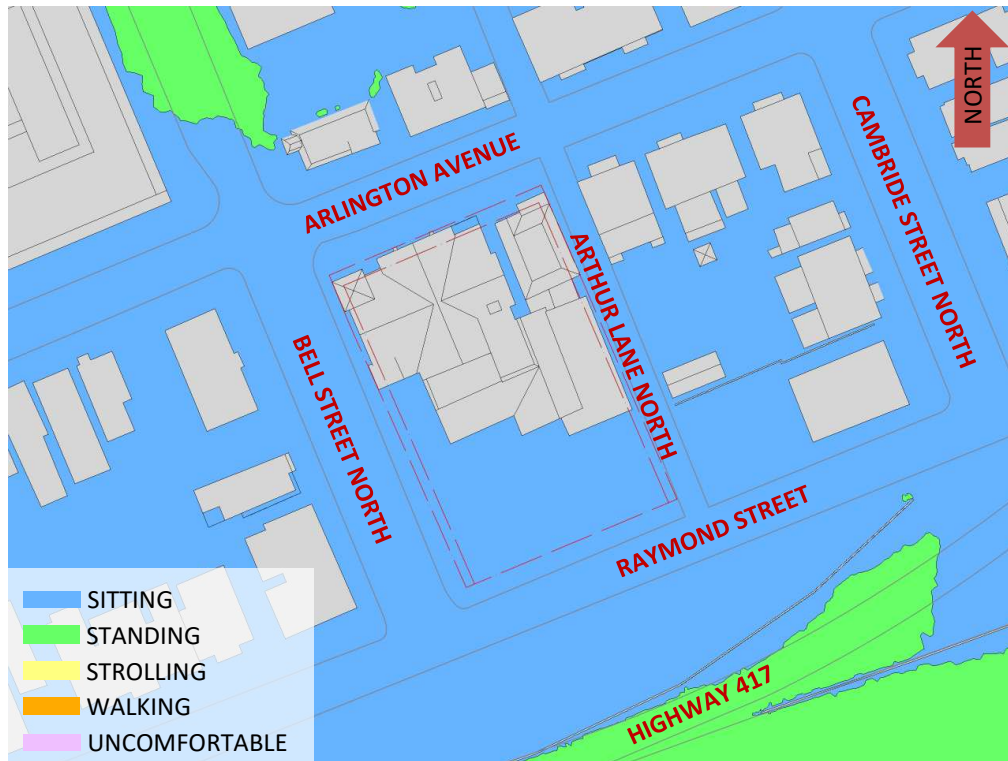 NORTH
ARLINGTON AVENUE
CAMBRIDE STREET NORTH
ARTHUR LANE NORTH
BELL STREET NORTH
RAYMOND STREET
HIGHWAY 417
SITTING
STANDING
STROLLING
WALKING
UNCOMFORTABLE